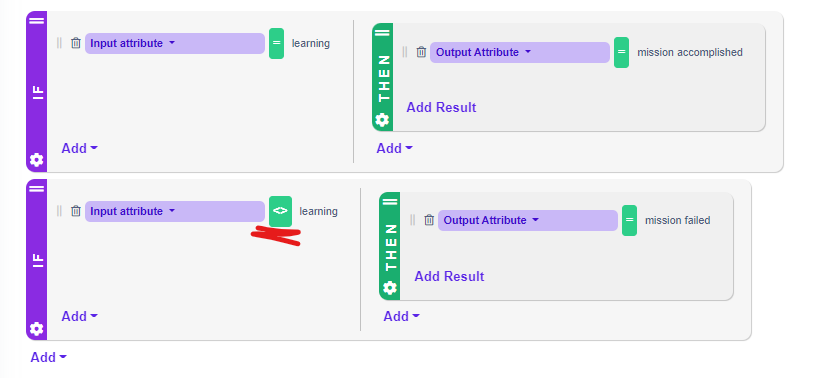 IF
Input attribute = learning
THEN
Output Attribute = mission accomplished
Add Result
Add
Add
IF
Input attribute <> learning
THEN
Output Attribute = mission failed
Add Result
Add
Add
Add